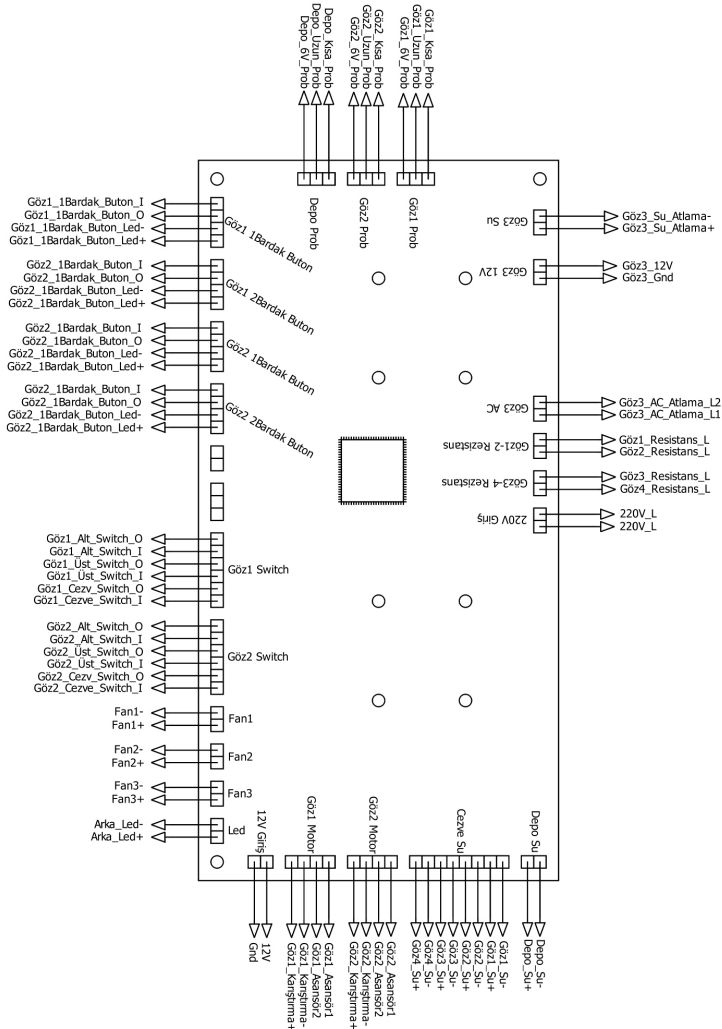 Depo_6V_Prob
Depo_Uzun_Prob
Depo_Kısa_Prob
Göz2_6V_Prob
Göz2_Uzun_Prob
Göz2_Kısa_Prob
Göz1_6V_Prob
Göz1_Uzun_Prob
Göz1_Kısa_Prob
Depo Prob
Göz2 Prob
Göz1 Prob
Göz1_1Bardak_Buton_I
Göz1_1Bardak_Buton_O
Göz1_1Bardak_Buton_Led-
Göz1_1Bardak_Buton_Led+
Göz1 1Bardak Buton
Göz2_1Bardak_Buton_I
Göz2_1Bardak_Buton_O
Göz2_1Bardak_Buton_Led-
Göz2_1Bardak_Buton_Led+
Göz1 2Bardak Buton
Göz2_1Bardak_Buton_I
Göz2_1Bardak_Buton_O
Göz2_1Bardak_Buton_Led-
Göz2_1Bardak_Buton_Led+
Göz2 1Bardak Buton
Göz2_1Bardak_Buton_I
Göz2_1Bardak_Buton_O
Göz2_1Bardak_Buton_Led-
Göz2_1Bardak_Buton_Led+
Göz2 2Bardak Buton
Göz1_Alt_Switch_O
Göz1_Alt_Switch_I
Göz1_Üst_Switch_O
Göz1_Üst_Switch_I
Göz1_Cezv_Switch_O
Göz1_Cezve_Switch_I
Göz1 Switch
Göz2_Alt_Switch_O
Göz2_Alt_Switch_I
Göz2_Üst_Switch_O
Göz2_Üst_Switch_I
Göz2_Cezv_Switch_O
Göz2_Cezve_Switch_I
Göz2 Switch
Fan1-
Fan1+
Fan1
Fan2-
Fan2+
Fan2
Fan3-
Fan3+
Fan3
Arka_Led-
Arka_Led+
Led
Göz3 Su
Göz3_Su_Atlama-
Göz3_Su_Atlama+
Göz3 12V
Göz3_12V
Göz3_Gnd
Göz3 AC
Göz3_AC_Atlama_L2
Göz3_AC_Atlama_L1
Göz1-2 Rezistans
Göz1_Resistans_L
Göz2_Resistans_L
Göz3-4 Rezistans
Göz3_Resistans_L
Göz4_Resistans_L
220V Giriş
220V_L
220V_L
12V Giriş
Göz1 Motor
Göz2 Motor
Cezve Su
Depo Su
Gnd
12V
Göz1_Karıştırma+
Göz1_Karıştırma-
Göz1_Asansör2
Göz1_Asansör1
Göz2_Karıştırma+
Göz2_Karıştırma-
Göz2_Asansör2
Göz2_Asansör1
Göz4_Su+
Göz4_Su-
Göz3_Su+
Göz3_Su-
Göz2_Su+
Göz2_Su-
Göz1_Su+
Göz1_Su-
Depo_Su+
Depo_Su-